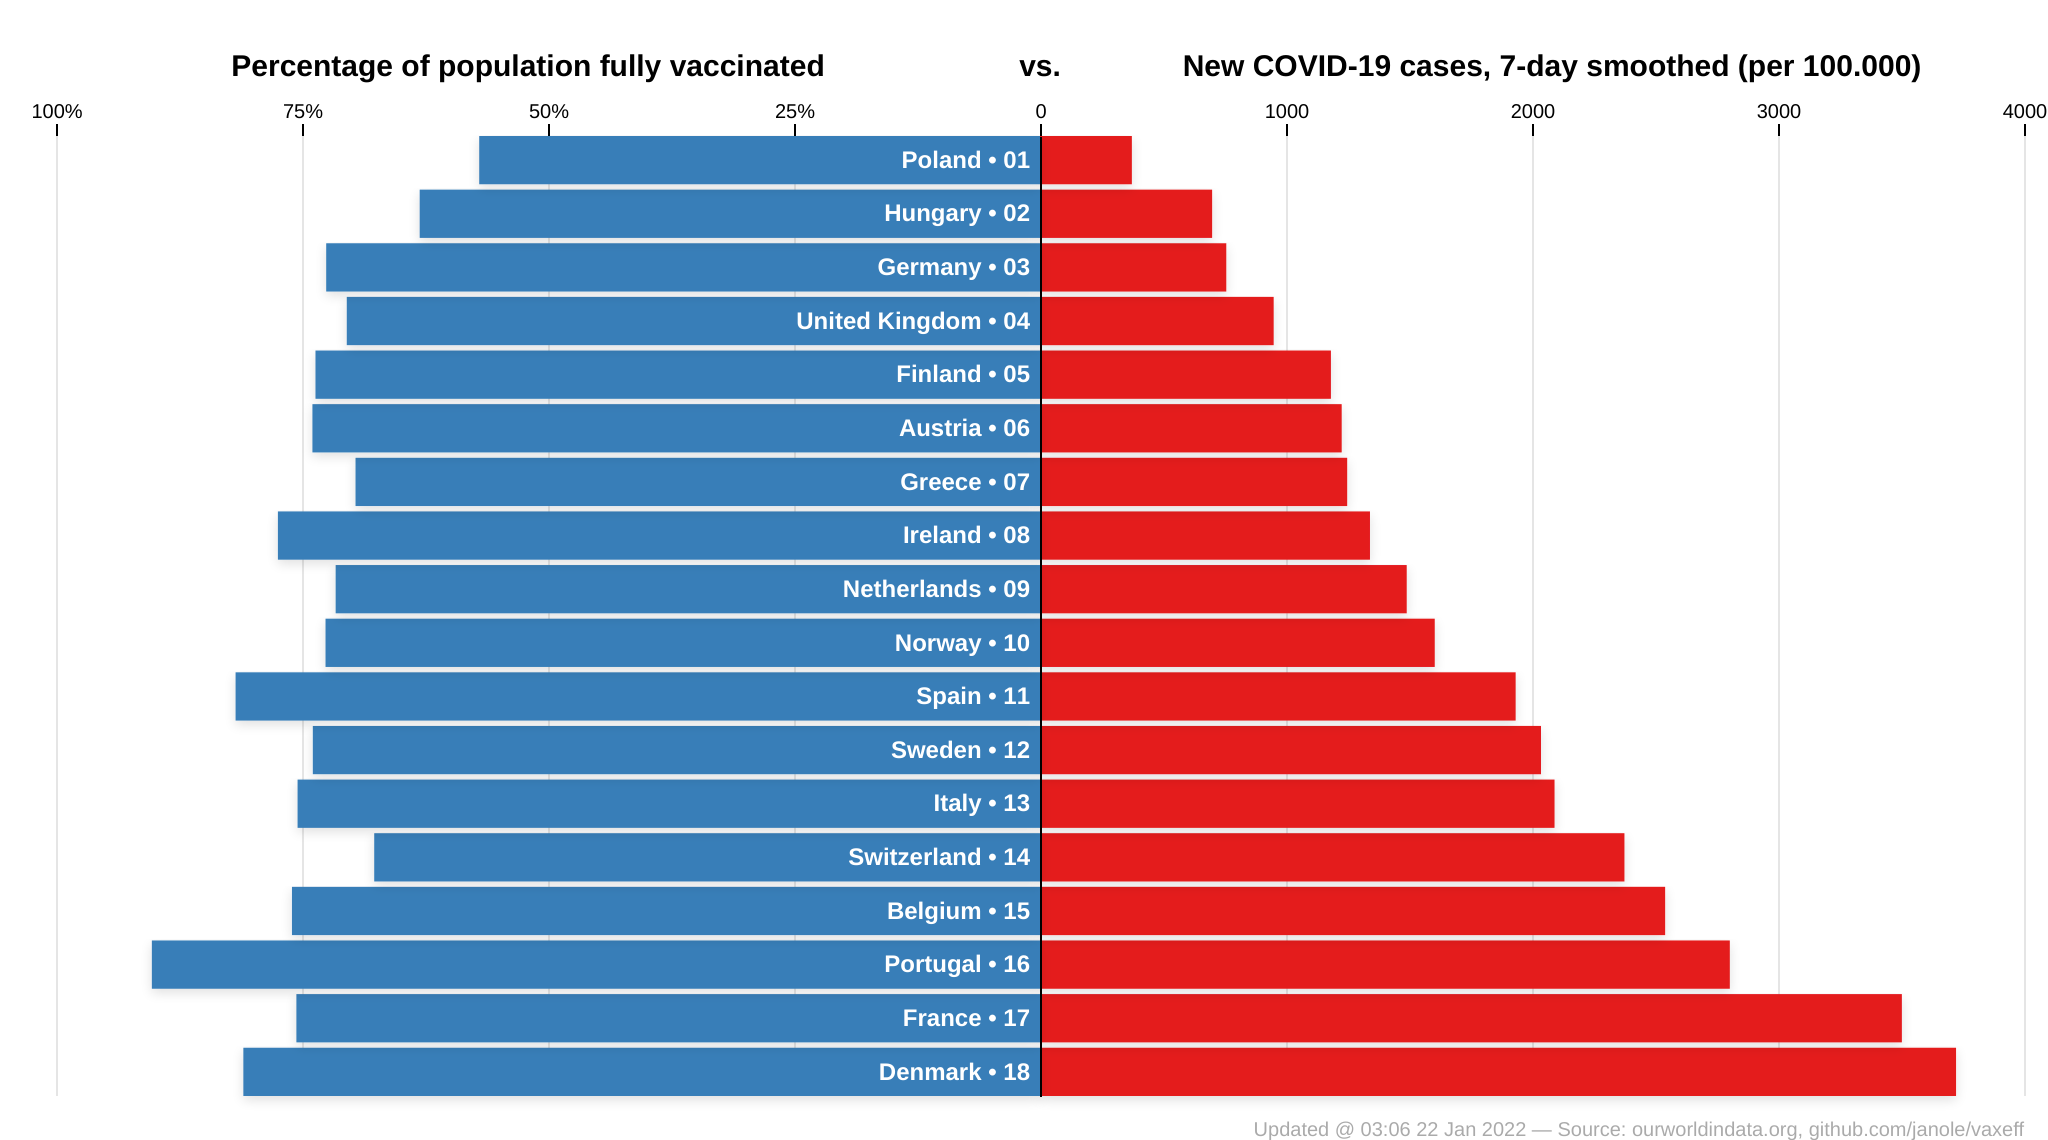 Percentage of population fully vaccinated vs. New COVID-19 cases, 7-day smoothed (per 100.000)
100% 75% 50% 25% 0 1000 2000 3000 4000
Poland • 01
Hungary • 02
Germany • 03
United Kingdom • 04
Finland • 05
Austria • 06
Greece • 07
Ireland • 08
Netherlands • 09
Norway • 10
Spain • 11
Sweden • 12
Italy • 13
Switzerland • 14
Belgium • 15
Portugal • 16
France • 17
Denmark • 18
Updated @ 03:06 22 Jan 2022 — Source: ourworldindata.org, github.com/janole/vaxeff